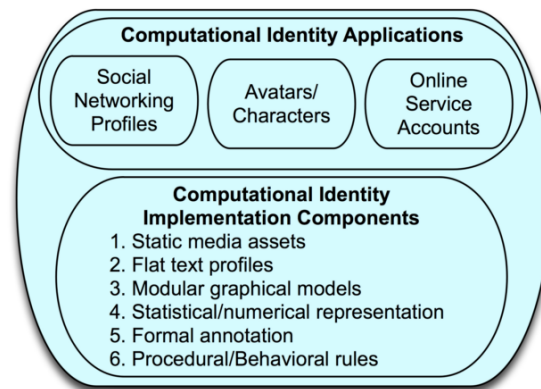 Computational Identity Applications
Social
Networking
Profiles
Avatars/
Characters
Online
Service
Accounts
Computational Identity
Implementation Components
1. Static media assets
2. Flat text profiles
3. Modular graphical models
4. Statistical/numerical representation
5. Formal annotation
6. Procedural/Behavioral rules